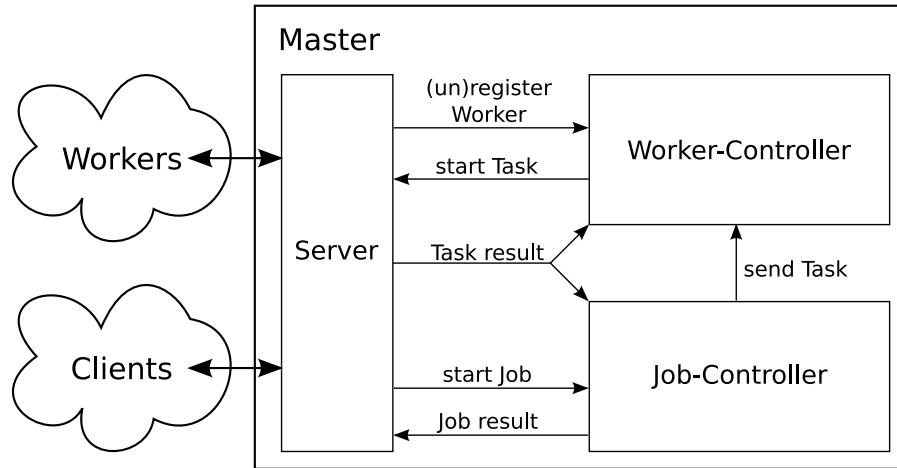 Master
(un)register
Worker
Workers
Worker-Controller
start Task
Server
Task result
send Task
Clients
start Job
Job-Controller
Job result